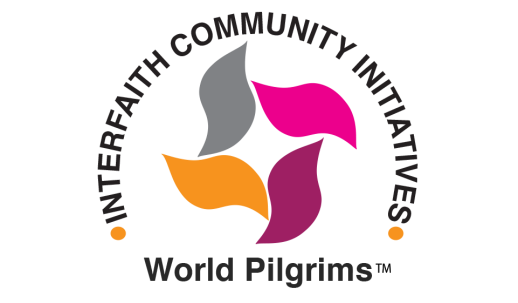 INTERFAITH COMMUNITY INITIATIVES
World Pilgrims™